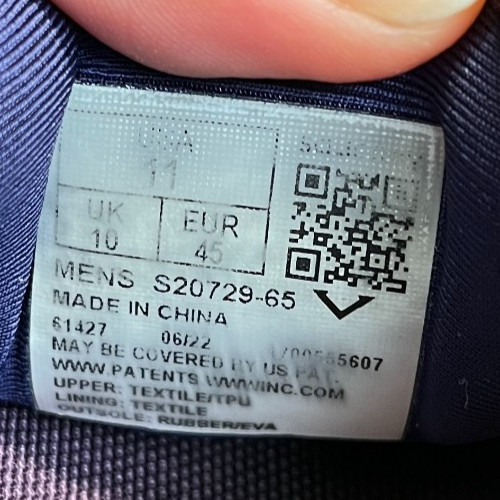 USA
11
UK
10
EUR
45
MENS S20729-65
MADE IN CHINA
61427 06/22
MAY BE COVERED BY US PAT.
WWW.PATENTS WWWINC.COM
UPPER: TEXTILE/TPU
LINING: TEXTILE
OUTSOLE: RUBBER/EVA